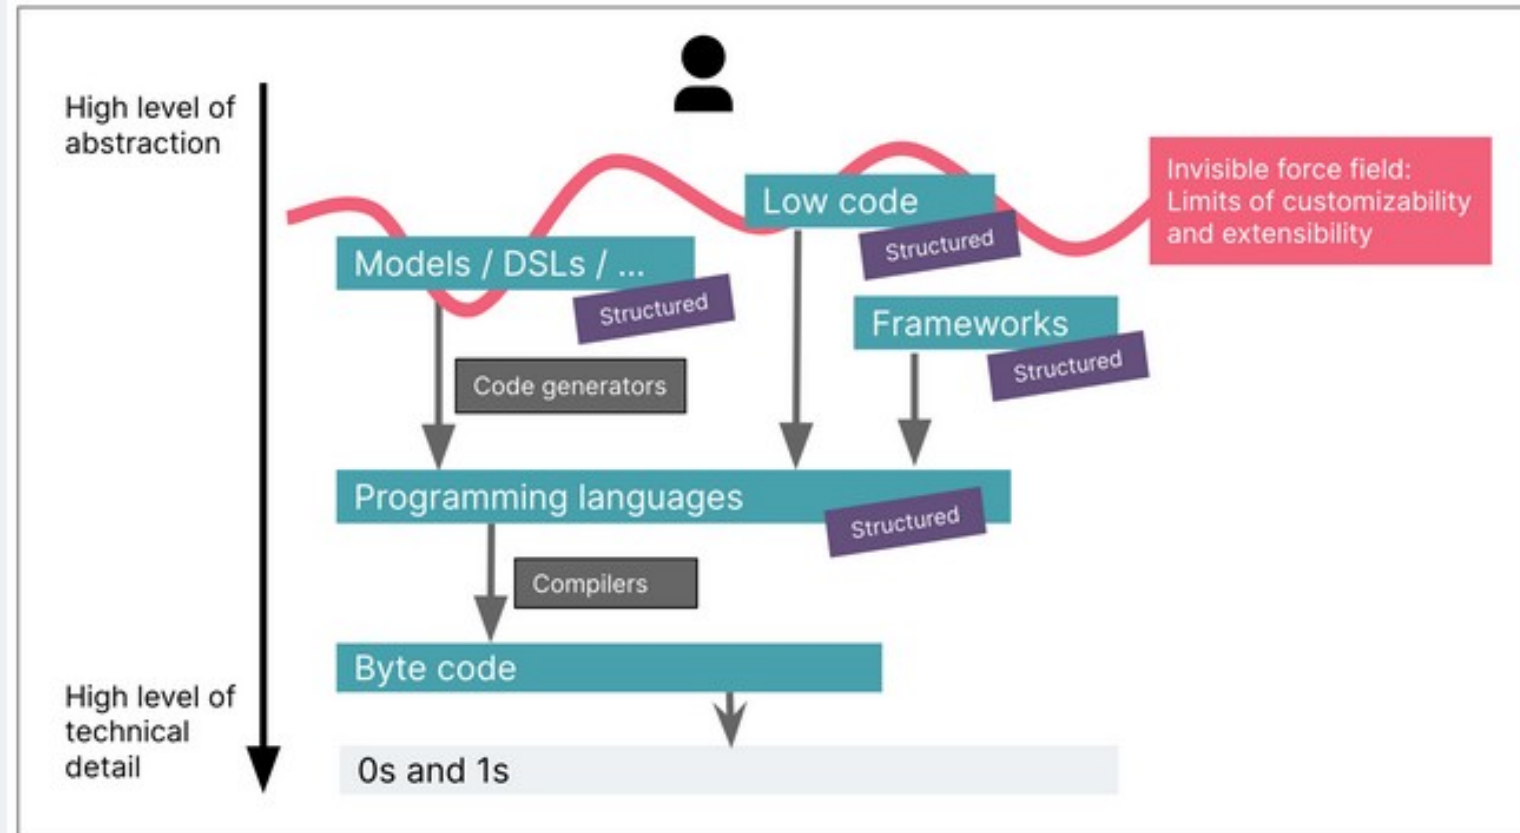 High level of
abstraction
Invisible force field:
Limits of customizability
and extensibility
Low code
Structured
Models / DSLs / ...
Structured
Frameworks
Structured
Code generators
Programming languages
Structured
Compilers
Byte code
High level of
technical
detail
0s and 1s